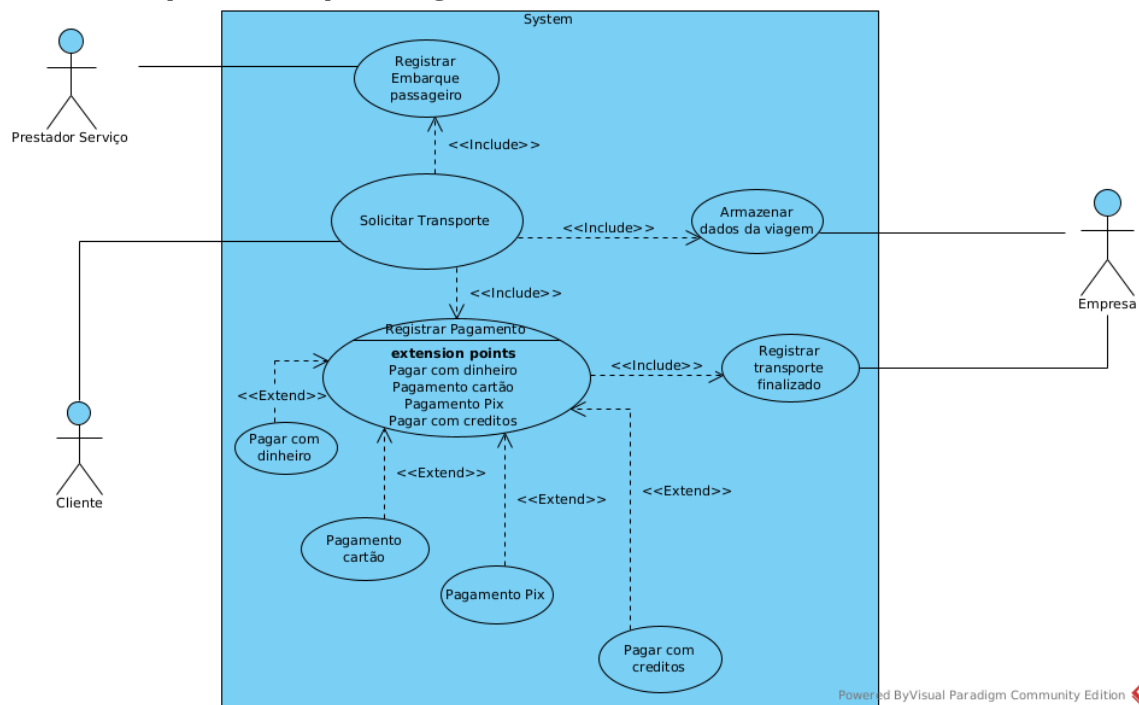 System
Registrar
Embarque
passageiro
Prestador Serviço
<<Include>>
Solicitar Transporte
<<Include>>
Armazenar
dados da viagem
Empresa
<<Include>>
Registrar Pagamento
extension points
Pagar com dinheiro
Pagamento cartão
Pagamento Pix
Pagar com creditos
<<Include>>
Registrar
transporte
finalizado
<<Extend>>
Pagar com
dinheiro
Cliente
<<Extend>>
<<Extend>>
<<Extend>>
Pagamento
cartão
Pagamento Pix
Pagar com
creditos
Powered ByVisual Paradigm Community Edition